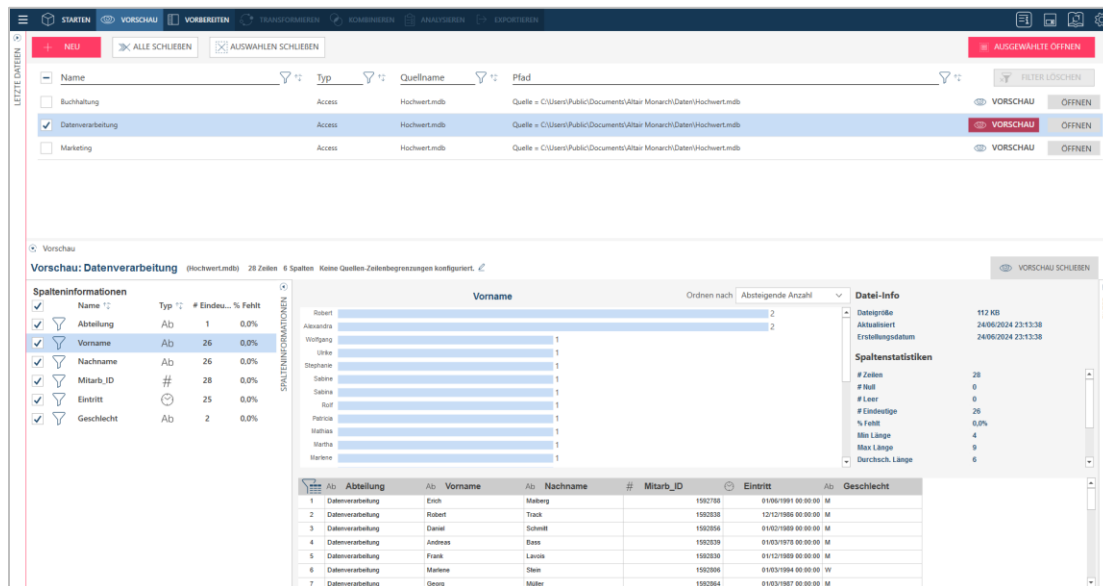 STARTEN VORSCHAU VORBEREITEN TRANSFORMIEREN KOMBINIEREN ANALYSIEREN EXPORTIEREN
LETZTE DATEIEN
+ NEU ALLE SCHLIEßEN AUSWAHLEN SCHLIEßEN AUSGEWÄHLTE ÖFFNEN
Name Typ Quellname Pfad FILTER LÖSCHEN
Buchhaltung Access Hochwert.mdb Quelle = C:\Users\Public\Documents\Altair Monarch\Daten\Hochwert.mdb VORSCHAU ÖFFNEN
Datenverarbeitung Access Hochwert.mdb Quelle = C:\Users\Public\Documents\Altair Monarch\Daten\Hochwert.mdb VORSCHAU ÖFFNEN
Marketing Access Hochwert.mdb Quelle = C:\Users\Public\Documents\Altair Monarch\Daten\Hochwert.mdb VORSCHAU ÖFFNEN
Vorschau
Vorschau: Datenverarbeitung (Hochwert.mdb) 28 Zeilen 6 Spalten Keine Quellen-Zeilenbegrenzungen konfiguriert. VORSCHAU SCHLIEßEN
Spalteninformationen
Name Typ # Eindeu... % Fehlt
Abteilung Ab 1 0,0%
Vorname Ab 26 0,0%
Nachname Ab 26 0,0%
Mitarb_ID # 28 0,0%
Eintritt 25 0,0%
Geschlecht Ab 2 0,0%
SPALTENINFORMATIONEN
Vorname Ordnen nach Absteigende Anzahl
Robert 2
Alexandra 2
Wolfgang 1
Ulrike 1
Stephanie 1
Sabine 1
Sabina 1
Rolf 1
Patricia 1
Mathias 1
Martha 1
Marlene 1
Datei-Info
Dateigröße 112 KB
Aktualisiert 24/06/2024 23:13:38
Erstellungsdatum 24/06/2024 23:13:38
Spaltenstatistiken
# Zeilen 28
# Null 0
# Leer 0
# Eindeutige 26
% Fehlt 0,0%
Min Länge 4
Max Länge 9
Durchsch. Länge 6
Ab Abteilung Ab Vorname Ab Nachname # Mitarb_ID Eintritt Ab Geschlecht
1 Datenverarbeitung Erich Maiberg 1592788 01/06/1991 00:00:00 M
2 Datenverarbeitung Robert Track 1592838 12/12/1986 00:00:00 M
3 Datenverarbeitung Daniel Schmitt 1592856 01/02/1989 00:00:00 M
4 Datenverarbeitung Andreas Bass 1592839 01/03/1978 00:00:00 M
5 Datenverarbeitung Frank Lavois 1592830 01/12/1989 00:00:00 M
6 Datenverarbeitung Marlene Stein 1592806 01/03/1994 00:00:00 W
7 Datenverarbeitung Georg Müller 1592864 01/03/1987 00:00:00 M